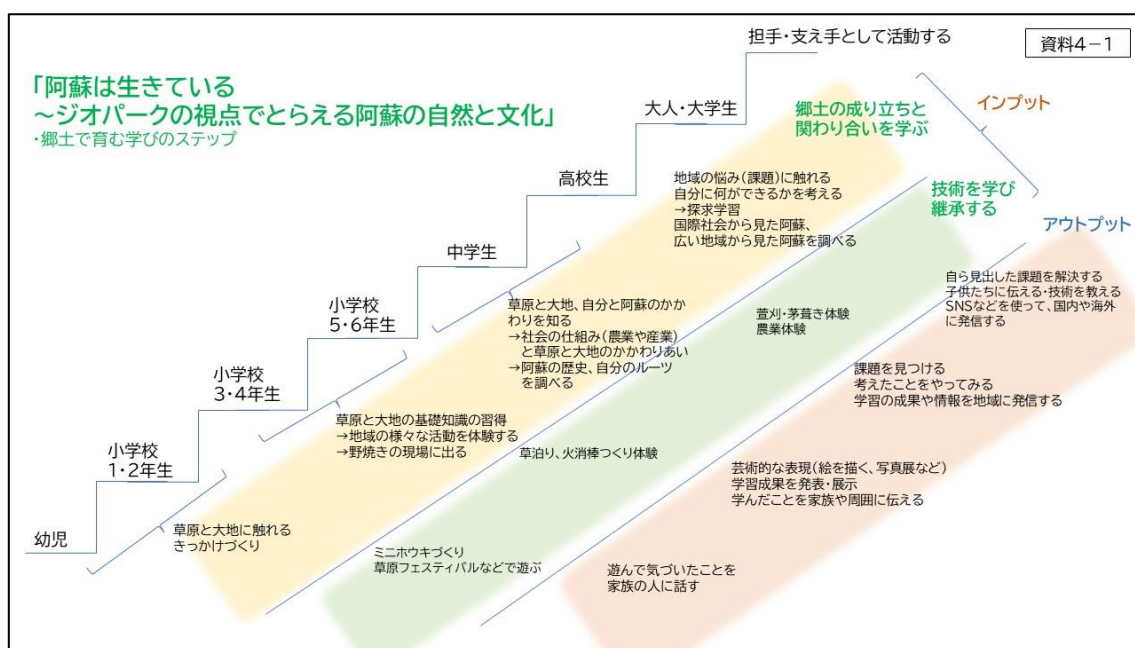 資料4－1
「阿蘇は生きている
～ジオパークの視点でとらえる阿蘇の自然と文化」
・郷土で育む学びのステップ
担手・支え手として活動する
大人・大学生
高校生
中学生
小学校
5・6年生
小学校
3・4年生
小学校
1・2年生
幼児
インプット
郷土の成り立ちと
関わり合いを学ぶ
技術を学び
継承する
アウトプット
地域の悩み(課題)に触れる
自分に何ができるかを考える
→探求学習
国際社会から見た阿蘇、
広い地域から見た阿蘇を調べる
草原と大地、自分と阿蘇のかか
わりを知る
→社会の仕組み(農業や産業)
と草原と大地のかかわりあい
→阿蘇の歴史、自分のルーツ
を調べる
草原と大地の基礎知識の習得
→地域の様々な活動を体験する
→野焼きの現場に出る
草原と大地に触れる
きっかけづくり
萱刈・茅葺き体験
農業体験
草泊り、火消棒つくり体験
ミニホウキづくり
草原フェスティバルなどで遊ぶ
自ら見出した課題を解決する
子供たちに伝える・技術を教える
SNSなどを使って、国内や海外
に発信する
課題を見つける
考えたことをやってみる
学習の成果や情報を地域に発信する
芸術的な表現(絵を描く、写真展など)
学習成果を発表・展示
学んだことを家族や周囲に伝える
遊んで気づいたことを
家族の人に話す